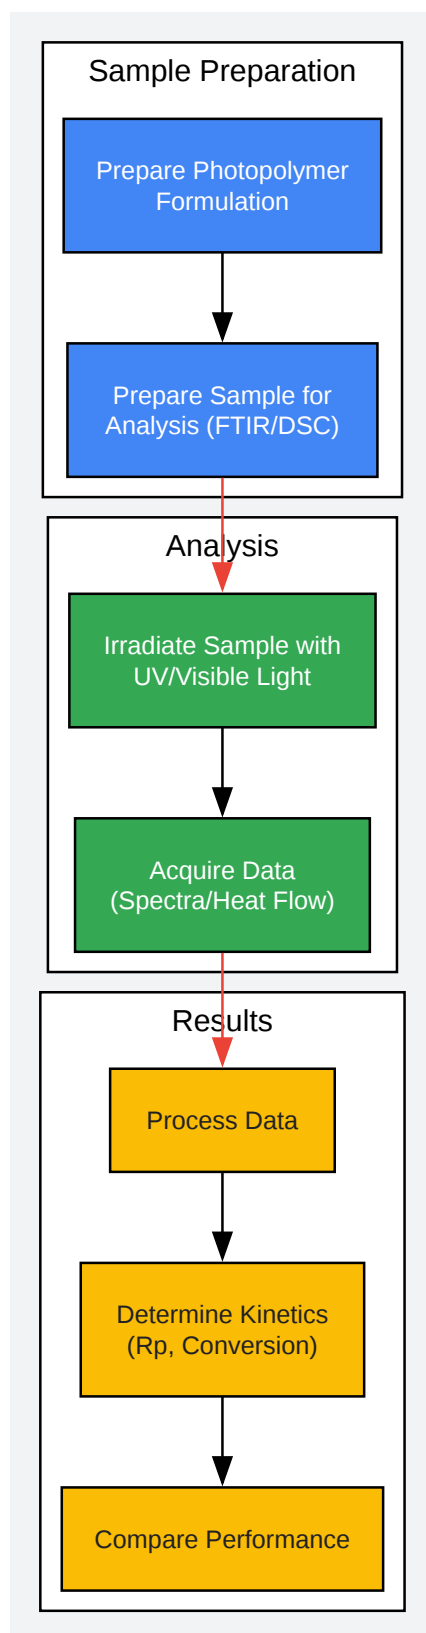 Sample Preparation
Prepare Photopolymer
Formulation
Prepare Sample for
Analysis (FTIR/DSC)
Analysis
Irradiate Sample with
UV/Visible Light
Acquire Data
(Spectra/Heat Flow)
Results
Process Data
Determine Kinetics
(Rp, Conversion)
Compare Performance